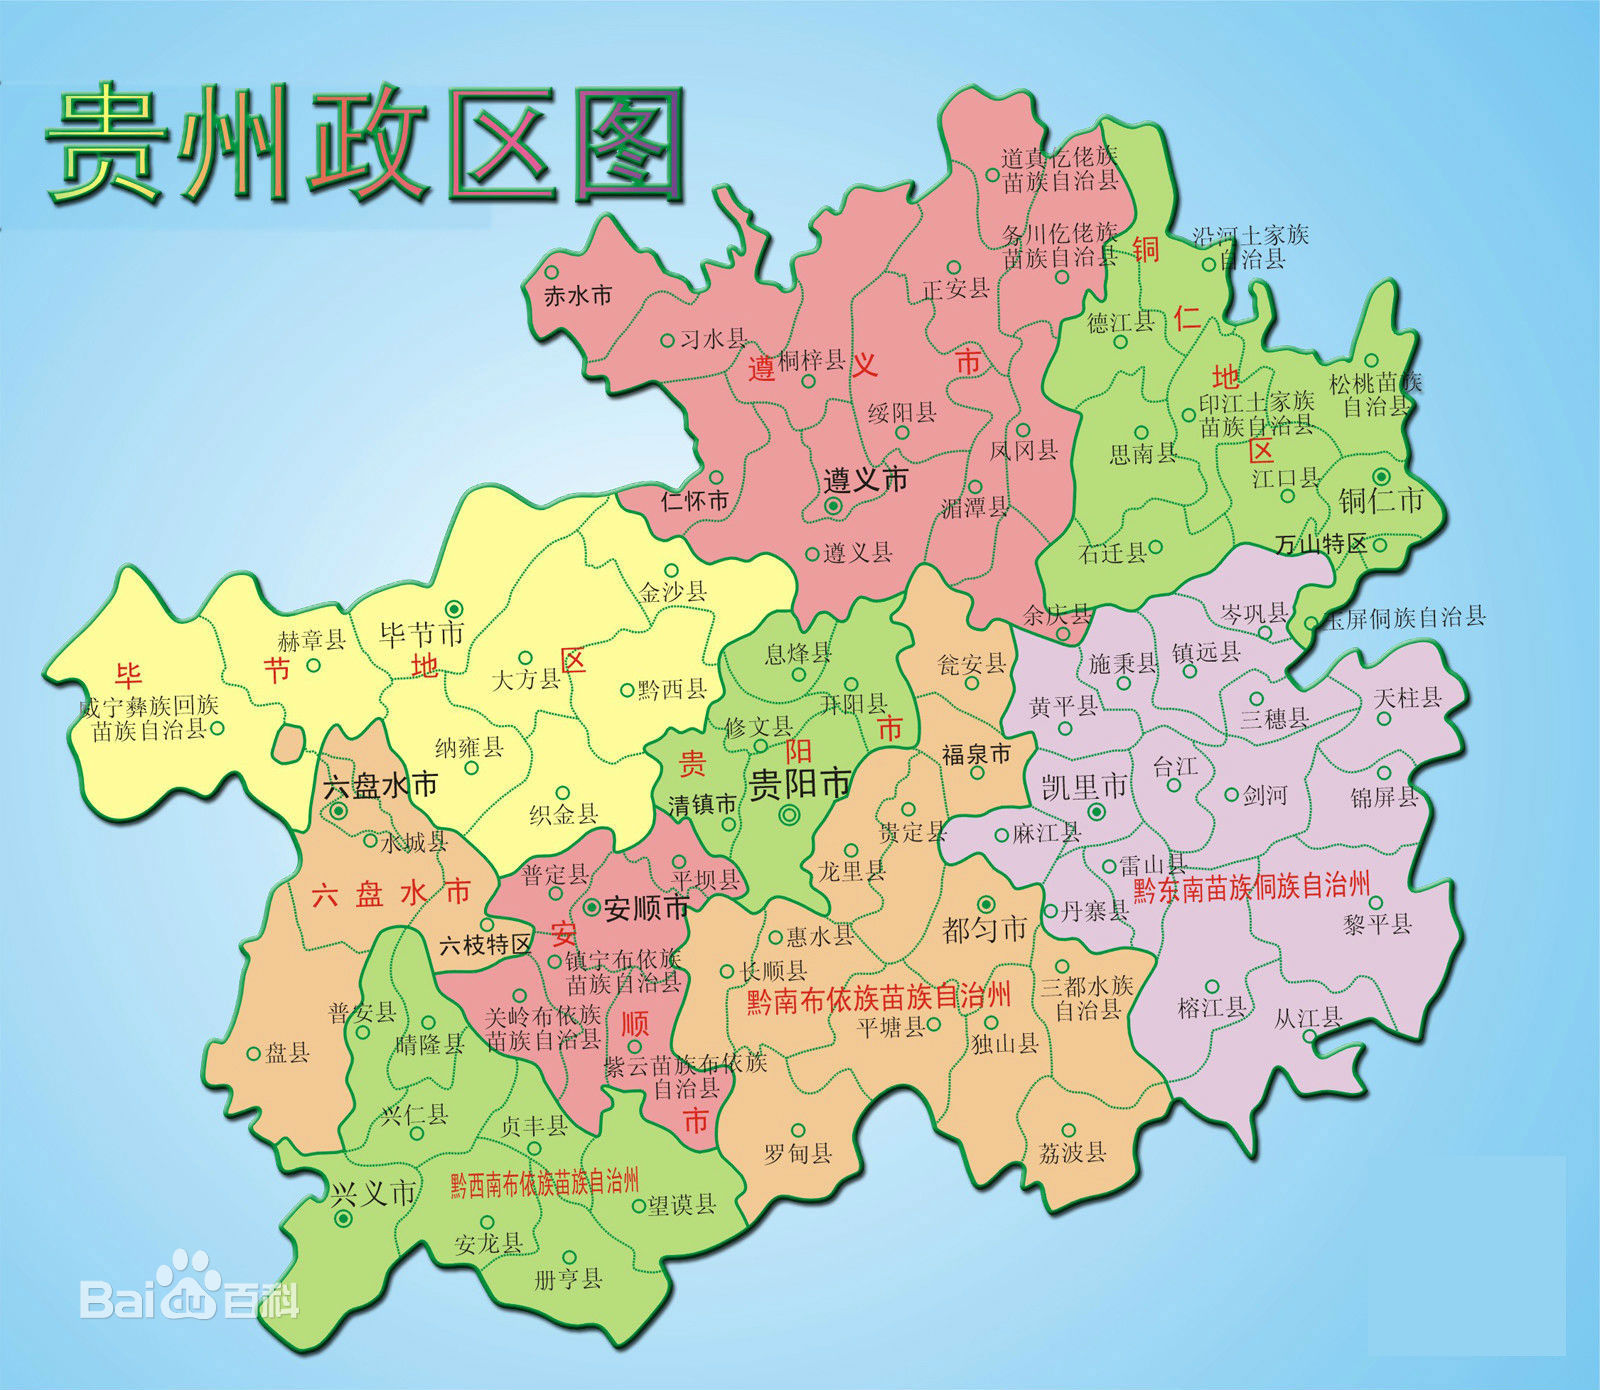 贵州政区图
道真仡佬族
苗族自治县
务川仡佬族
苗族自治县
铜
沿河土家族
自治县
赤水市
正安县
习水县
德江县
仁
遵
桐梓县
义
市
地
松桃苗族
自治县
绥阳县
印江土家族
苗族自治县
凤冈县
思南县
区
江口县
遵义市
仁怀市
湄潭县
铜仁市
遵义县
石迁县
万山特区
金沙县
余庆县
岑巩县
玉屏侗族自治县
赫章县
毕节市
毕
节
地
区
息烽县
瓮安县
施秉县
镇远县
大方县
黔西县
威宁彝族回族
苗族自治县
开阳县
黄平县
三穗县
天柱县
修文县
市
纳雍县
贵
阳
福泉市
台江
六盘水市
贵阳市
凯里市
剑河
锦屏县
织金县
清镇市
水城县
贵定县
麻江县
龙里县
雷山县
普定县
平坝县
六盘水市
黔东南苗族侗族自治州
安顺市
丹寨县
黎平县
安
六枝特区
惠水县
都匀市
镇宁布依族
苗族自治县
长顺县
黔南布依族苗族自治州
三都水族
自治县
榕江县
普安县
关岭布依族
苗族自治县
顺
平塘县
从江县
晴隆县
独山县
盘县
紫云苗族布依族
自治县
兴仁县
贞丰县
市
罗甸县
荔波县
兴义市
黔西南布依族苗族自治州
望谟县
安龙县
册亨县
Bai百科